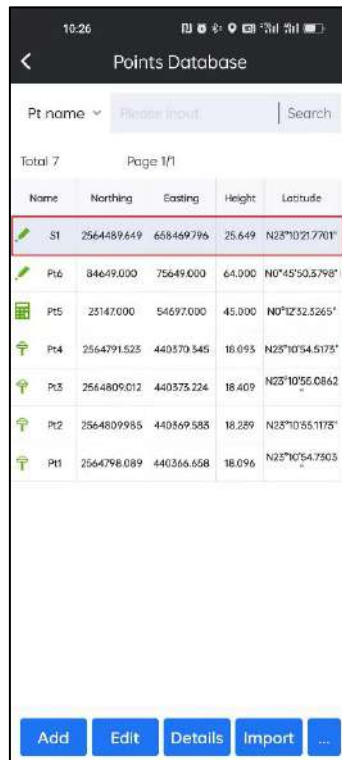 10:26
Points Database
Pt name Please input Search
Total 7 Page 1/1
Name Northing Easting Height Latitude
S1 2564489.649 658469.796 25.649 N23°10'21.7701"
Pt6 84649.000 75649.000 64.000 N0°45'50.3798"
Pt5 23147.000 54697.000 45.000 N0°12'32.3265"
Pt4 2564791.523 440370.345 18.093 N23°10'54.5173"
Pt3 2564809.012 440373.224 18.409 N23°10'55.0862"
Pt2 2564809.985 440369.583 18.239 N23°10'55.1173"
Pt1 2564798.089 440366.658 18.096 N23°10'54.7303"
Add Edit Details Import ...